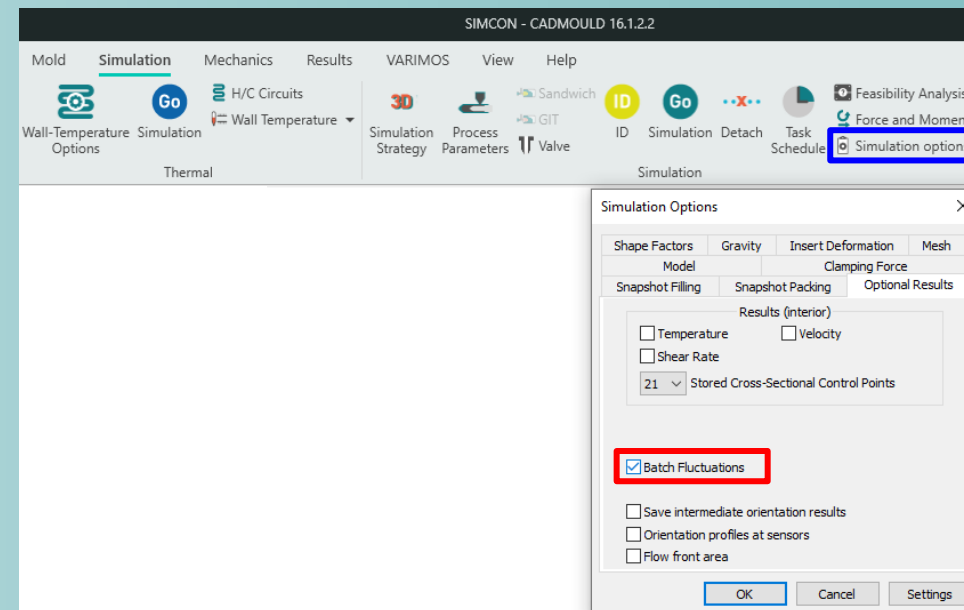 SIMCON - CADMOULD 16.1.2.2
Mold Simulation Mechanics Results VARIMOS View Help
Wall-Temperature Options
Go Simulation
H/C Circuits
Wall Temperature
Thermal
3D Simulation Strategy
Process Parameters
Sandwich
GIT
Valve
ID ID
Go Simulation
··X·· Detach
Task Schedule
Feasibility Analysis
Force and Momen
Simulation option
Simulation
Simulation Options
Shape Factors Gravity Insert Deformation Mesh
Model Clamping Force
Snapshot Filling Snapshot Packing Optional Results
Results (interior)
Temperature Velocity
Shear Rate
21 Stored Cross-Sectional Control Points
Batch Fluctuations
Save intermediate orientation results
Orientation profiles at sensors
Flow front area
OK Cancel Settings